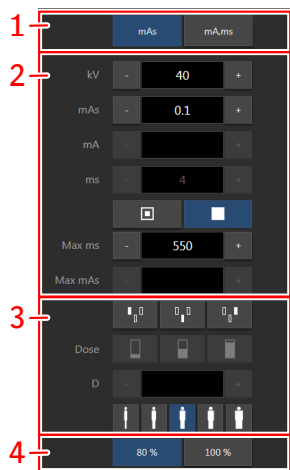 1 mAs mA,ms
2 kV - 40 +
mAs - 0.1 +
mA - +
ms - 4 +
Max ms - 550 +
Max mAs - +
3
Dose
D - +
4 80 % 100 %